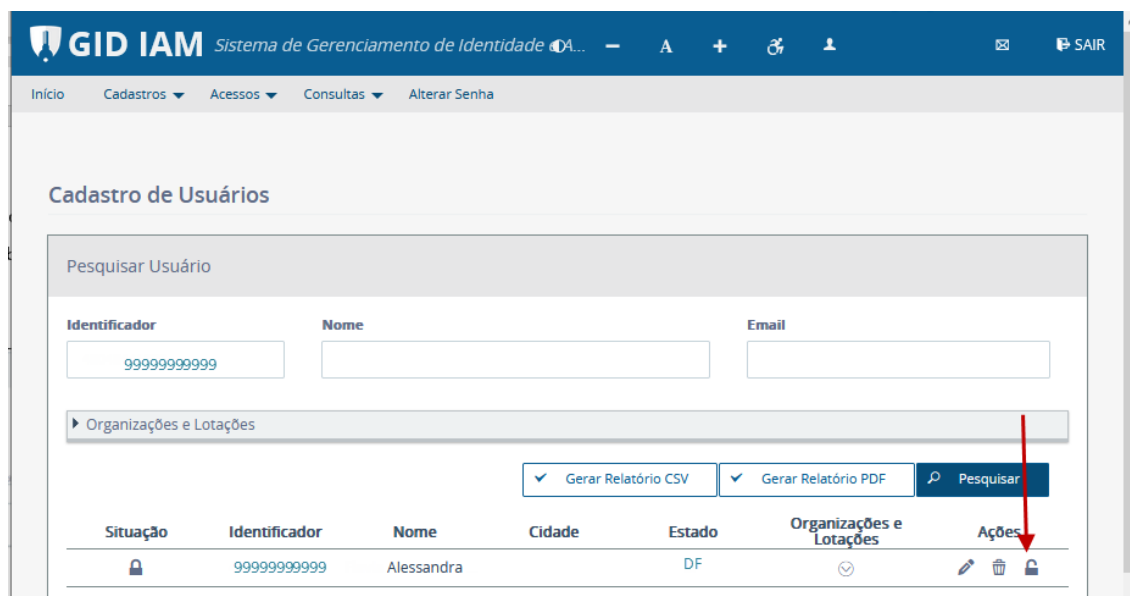 GID IAM Sistema de Gerenciamento de Identidade A... A SAIR
Início Cadastros Acessos Consultas Alterar Senha
Cadastro de Usuários
Pesquisar Usuário
Identificador Nome Email
99999999999
Organizações e Lotações
Gerar Relatório CSV Gerar Relatório PDF Pesquisar
Situação Identificador Nome Cidade Estado Organizações e Lotações Ações
99999999999 Alessandra DF